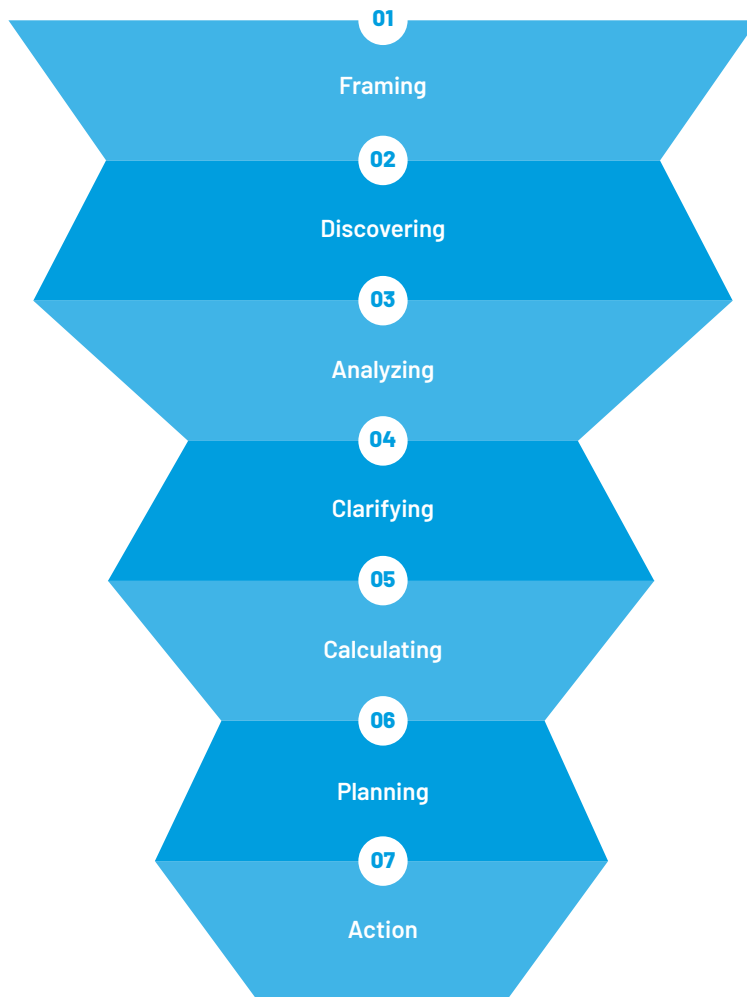 01
Framing
02
Discovering
03
Analyzing
04
Clarifying
05
Calculating
06
Planning
07
Action